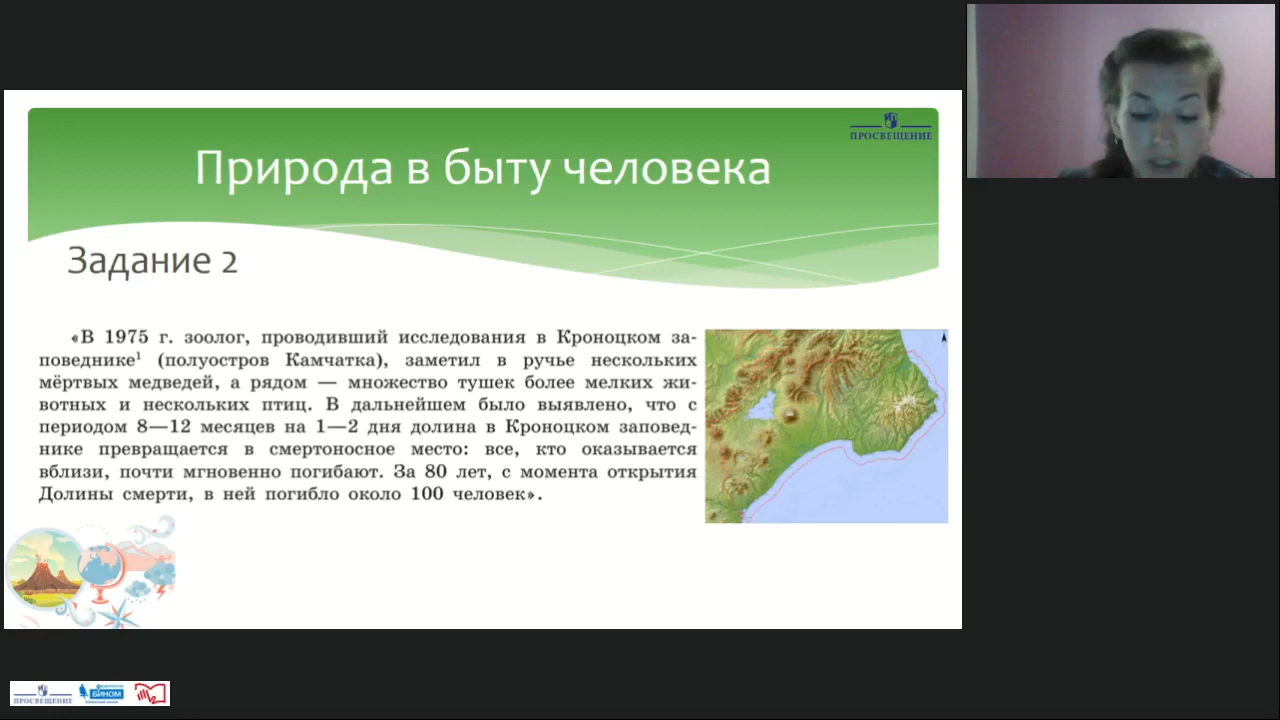 ПРОСВЕЩЕНИЕ
Природа в быту человека
Задание 2
«В 1975 г. зоолог, проводивший исследования в Кроноцком за-
поведнике¹ (полуостров Камчатка), заметил в ручье нескольких
мёртвых медведей, а рядом — множество тушек более мелких жи-
вотных и нескольких птиц. В дальнейшем было выявлено, что с
периодом 8—12 месяцев на 1—2 дня долина в Кроноцком заповед-
нике превращается в смертоносное место: все, кто оказывается
вблизи, почти мгновенно погибают. За 80 лет, с момента открытия
Долины смерти, в ней погибло около 100 человек».
ПРОСВЕЩЕНИЕ
БИНОМ